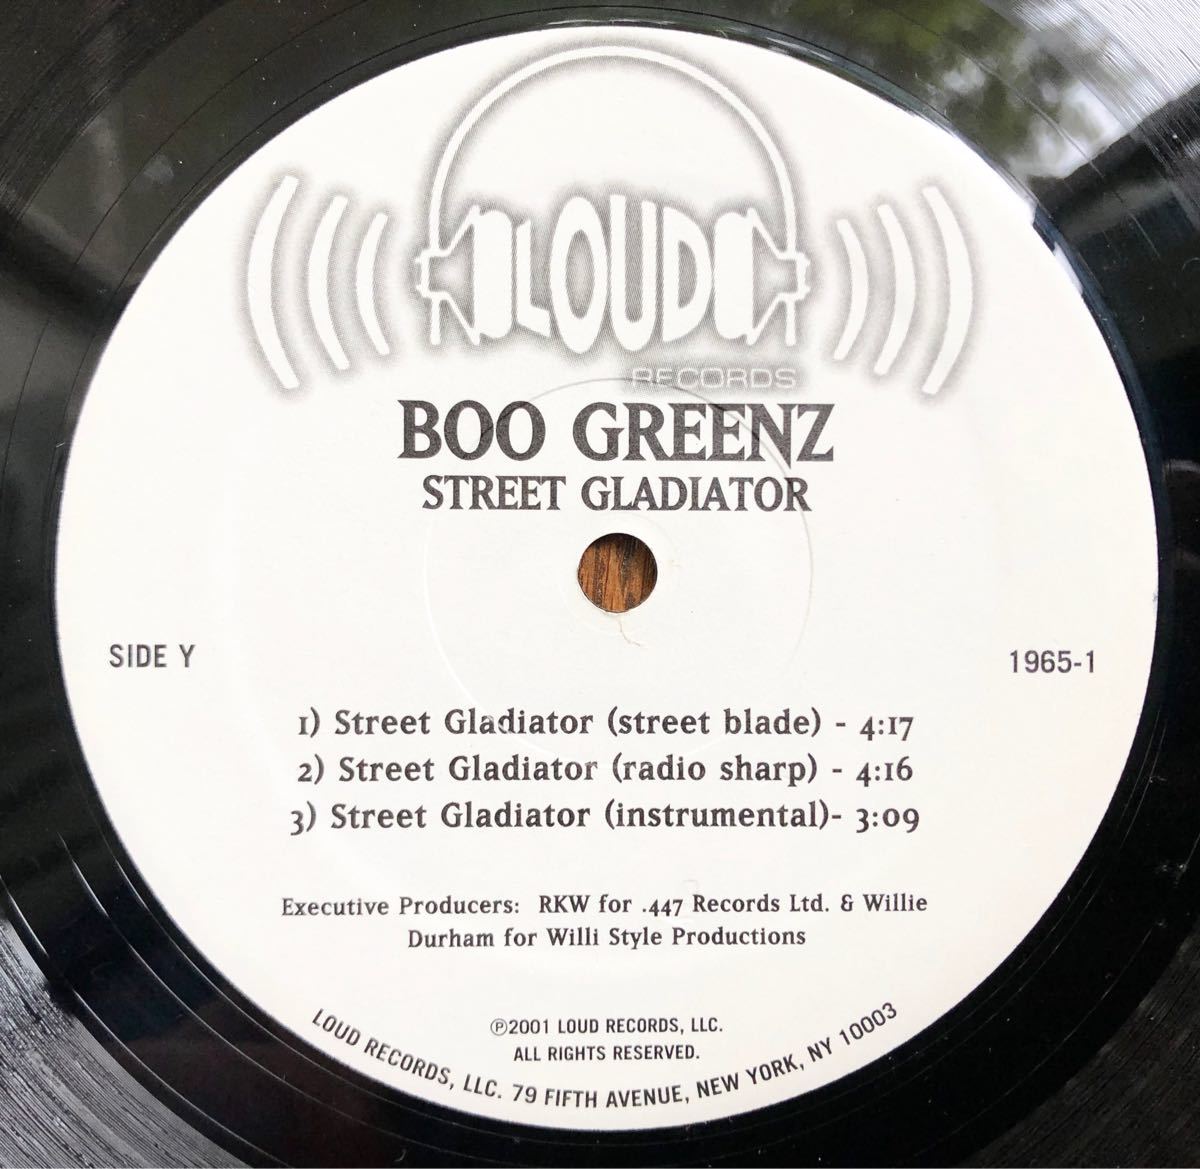 LOUD
RECORDS
BOO GREENZ
STREET GLADIATOR
SIDE Y
1965-1
1) Street Gladiator (street blade) - 4:17
2) Street Gladiator (radio sharp) - 4:16
3) Street Gladiator (instrumental)- 3:09
Executive Producers: RKW for .447 Records Ltd. & Willie
Durham for Willi Style Productions
℗2001 LOUD RECORDS, LLC.
ALL RIGHTS RESERVED.
LOUD RECORDS, LLC. 79 FIFTH AVENUE, NEW YORK, NY 10003